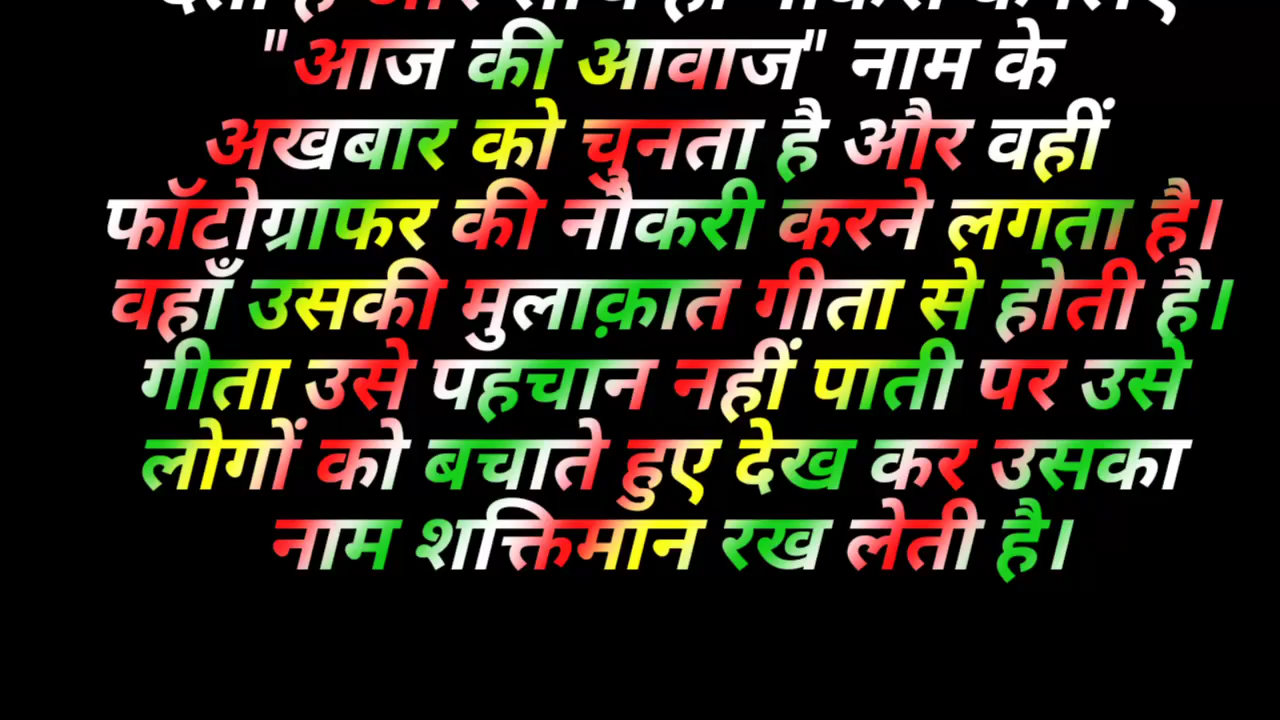 "आज की आवाज" नाम के
अखबार को चुनता है और वहीं
फॉटोग्राफर की नौकरी करने लगता है।
वहाँ उसकी मुलाक़ात गीता से होती है।
गीता उसे पहचान नहीं पाती पर उसे
लोगों को बचाते हुए देख कर उसका
नाम शक्तिमान रख लेती है।